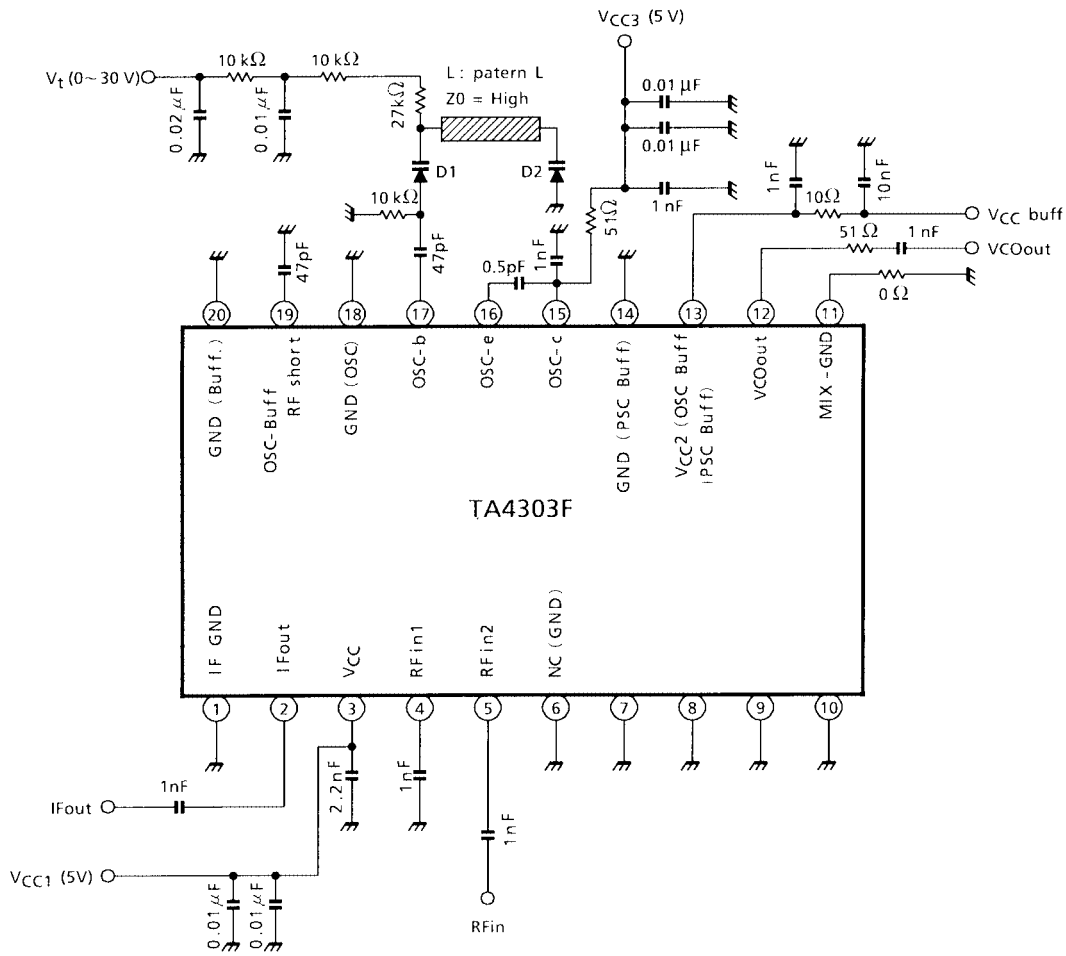 VCC3 (5 V)
Vt (0~30 V)
10 kΩ
10 kΩ
0.02 μF
0.01 μF
27kΩ
L : patern L
Z0 = High
D1
D2
10 kΩ
47pF
47pF
0.5pF
1nF
51Ω
0.01 μF
0.01 μF
1 nF
1nF
10nF
10Ω
VCC buff
51 Ω
1 nF
VCOout
0 Ω
20
19
18
17
16
15
14
13
12
11
GND (Buff.)
OSC-Buff
RF short
GND (OSC)
OSC-b
OSC-e
OSC-c
GND (PSC Buff)
VCC2 (OSC Buff
(PSC Buff)
VCOout
MIX-GND
TA4303F
IF GND
IFout
VCC
RFin1
RFin2
NC (GND)
1
2
3
4
5
6
7
8
9
10
1nF
IFout
2.2nF
1nF
1nF
VCC1 (5V)
0.01 μF
0.01 μF
RFin